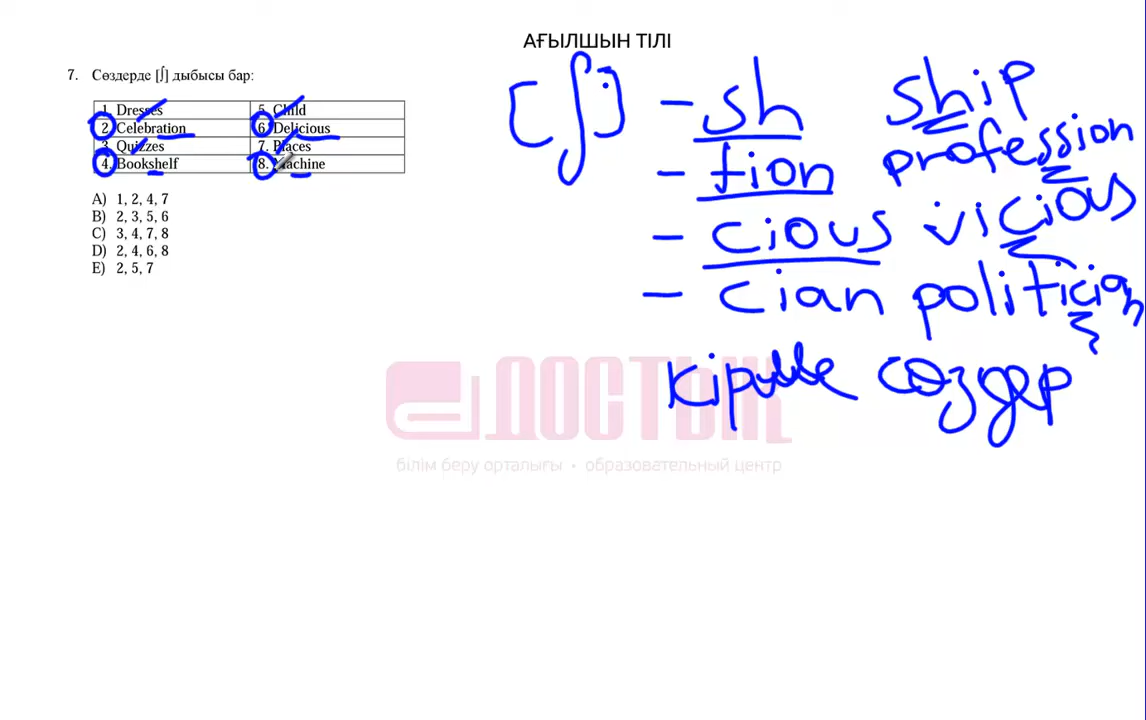 АҒЫЛШЫН ТІЛІ
7. Сөздерде [ʃ] дыбысы бар:
1. Dresses 5. Child
2. Celebration 6. Delicious
3. Quizzes 7. Places
4. Bookshelf 8. Machine
A) 1, 2, 4, 7
B) 2, 3, 5, 6
C) 3, 4, 7, 8
D) 2, 4, 6, 8
E) 2, 5, 7
[ʃ] - sh ship
- tion profession
- cious vicious
- cian politician
кірме сөздер
ДОСТЫҚ
білім беру орталығы • образовательный центр